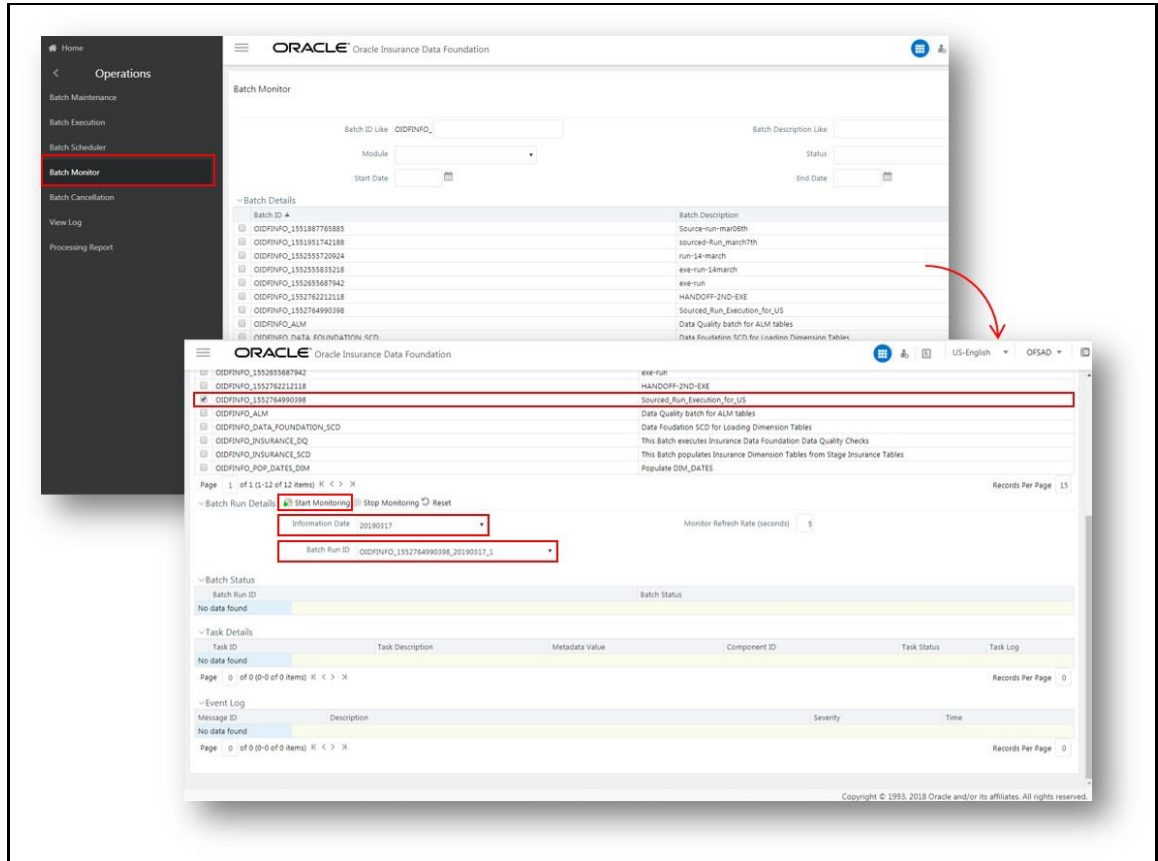 Home
Operations
Batch Maintenance
Batch Execution
Batch Scheduler
Batch Monitor
Batch Cancellation
View Log
Processing Report
ORACLE Oracle Insurance Data Foundation
Batch Monitor
Batch ID Like OIDFINFO_ Batch Description Like
Module Status
Start Date End Date
Batch Details
Batch ID Batch Description
OIDFINFO_1551887765885 Source-run-mar06th
OIDFINFO_1551951742188 sourced-Run_march7th
OIDFINFO_1552555720924 run-14-march
OIDFINFO_1552555835218 exe-run-14march
OIDFINFO_1552655687942 exe-run
OIDFINFO_1552762212118 HANDOFF-2ND-EXE
OIDFINFO_1552764990398 Sourced_Run_Execution_for_US
OIDFINFO_ALM Data Quality batch for ALM tables
OIDFINFO_DATA_FOUNDATION_SCD Data Foudation SCD for Loading Dimension Tables
ORACLE Oracle Insurance Data Foundation US-English OFSAD
OIDFINFO_1552655687942 exe-run
OIDFINFO_1552762212118 HANDOFF-2ND-EXE
OIDFINFO_1552764990398 Sourced_Run_Execution_for_US
OIDFINFO_ALM Data Quality batch for ALM tables
OIDFINFO_DATA_FOUNDATION_SCD Data Foudation SCD for Loading Dimension Tables
OIDFINFO_INSURANCE_DQ This Batch executes Insurance Data Foundation Data Quality Checks
OIDFINFO_INSURANCE_SCD This Batch populates Insurance Dimension Tables from Stage Insurance Tables
OIDFINFO_POP_DATES_DIM Populate DIM_DATES
Page 1 of 1 (1-12 of 12 items) Records Per Page 15
Batch Run Details Start Monitoring Stop Monitoring Reset
Information Date 20190317 Monitor Refresh Rate (seconds) 5
Batch Run ID OIDFINFO_1552764990398_20190317_1
Batch Status
Batch Run ID Batch Status
No data found
Task Details
Task ID Task Description Metadata Value Component ID Task Status Task Log
No data found
Page 0 of 0 (0-0 of 0 items) Records Per Page 0
Event Log
Message ID Description Severity Time
No data found
Page 0 of 0 (0-0 of 0 items) Records Per Page 0
Copyright © 1993, 2018 Oracle and/or its affiliates. All rights reserved.